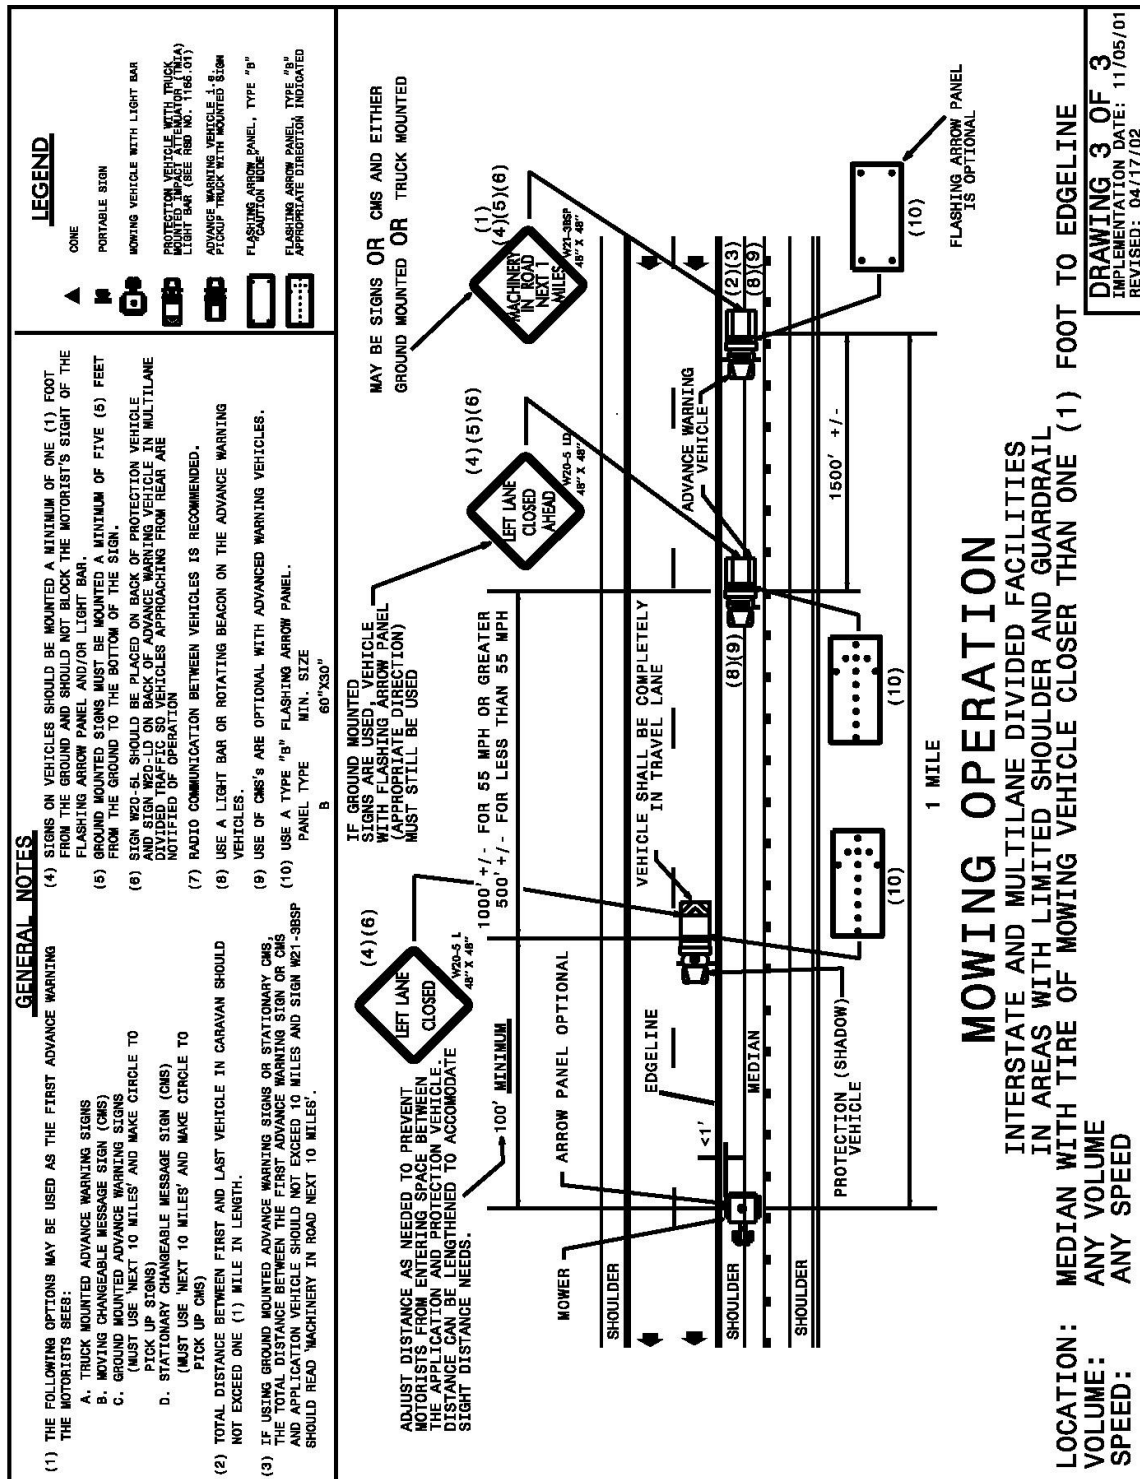 GENERAL NOTES
(1) THE FOLLOWING OPTIONS MAY BE USED AS THE FIRST ADVANCE WARNING
THE MOTORISTS SEES:
A. TRUCK MOUNTED ADVANCE WARNING SIGNS
B. MOVING CHANGEABLE MESSAGE SIGN (CMS)
C. GROUND MOUNTED ADVANCE WARNING SIGNS
(MUST USE 'NEXT 10 MILES' AND MAKE CIRCLE TO
PICK UP SIGNS)
D. STATIONARY CHANGEABLE MESSAGE SIGN (CMS)
(MUST USE 'NEXT 10 MILES' AND MAKE CIRCLE TO
PICK UP CMS)
(2) TOTAL DISTANCE BETWEEN FIRST AND LAST VEHICLE IN CARAVAN SHOULD
NOT EXCEED ONE (1) MILE IN LENGTH.
(3) IF USING GROUND MOUNTED ADVANCE WARNING SIGNS OR STATIONARY CMS,
THE TOTAL DISTANCE BETWEEN THE FIRST ADVANCE WARNING SIGN OR CMS
AND APPLICATION VEHICLE SHOULD NOT EXCEED 10 MILES AND SIGN W21-3BSP
SHOULD READ 'MACHINERY IN ROAD NEXT 10 MILES'.
(4) SIGNS ON VEHICLES SHOULD BE MOUNTED A MINIMUM OF ONE (1) FOOT
FROM THE GROUND AND SHOULD NOT BLOCK THE MOTORIST'S SIGHT OF THE
FLASHING ARROW PANEL AND/OR LIGHT BAR.
(5) GROUND MOUNTED SIGNS MUST BE MOUNTED A MINIMUM OF FIVE (5) FEET
FROM THE GROUND TO THE BOTTOM OF THE SIGN.
(6) SIGN W20-5L SHOULD BE PLACED ON BACK OF PROTECTION VEHICLE
AND SIGN W20-LD ON BACK OF ADVANCE WARNING VEHICLE IN MULTILANE
DIVIDED TRAFFIC SO VEHICLES APPROACHING FROM REAR ARE
NOTIFIED OF OPERATION
(7) RADIO COMMUNICATION BETWEEN VEHICLES IS RECOMMENDED.
(8) USE A LIGHT BAR OR ROTATING BEACON ON THE ADVANCE WARNING
VEHICLES.
(9) USE OF CMS's ARE OPTIONAL WITH ADVANCED WARNING VEHICLES.
(10) USE A TYPE "B" FLASHING ARROW PANEL.
PANEL TYPE MIN. SIZE
B 60"X30"
LEGEND
CONE
PORTABLE SIGN
MOWING VEHICLE WITH LIGHT BAR
PROTECTION VEHICLE WITH TRUCK
MOUNTED IMPACT ATTENUATOR (TMIA)
LIGHT BAR (SEE RSD NO. 1165.01)
ADVANCE WARNING VEHICLE i.e.
PICKUP TRUCK WITH MOUNTED SIGN
FLASHING ARROW PANEL, TYPE "B"
"CAUTION MODE"
FLASHING ARROW PANEL, TYPE "B"
APPROPRIATE DIRECTION INDICATED
ADJUST DISTANCE AS NEEDED TO PREVENT
MOTORISTS FROM ENTERING SPACE BETWEEN
THE APPLICATION AND PROTECTION VEHICLE.
DISTANCE CAN BE LENGTHENED TO ACCOMODATE
SIGHT DISTANCE NEEDS.
LEFT LANE
CLOSED
(4)(6)
W20-5 L
48" X 48"
IF GROUND MOUNTED
SIGNS ARE USED, VEHICLE
WITH FLASHING ARROW PANEL
(APPROPRIATE DIRECTION)
MUST STILL BE USED
LEFT LANE
CLOSED
AHEAD
(4)(5)(6)
W20-5 LD
48" X 48"
MAY BE SIGNS OR CMS AND EITHER
GROUND MOUNTED OR TRUCK MOUNTED
MACHINERY
IN ROAD
NEXT 1
MILES
(1)
(4)(5)(6)
W21-3BSP
48" X 48"
100' MINIMUM
1000' +/- FOR 55 MPH OR GREATER
500' +/- FOR LESS THAN 55 MPH
MOWER
ARROW PANEL OPTIONAL
VEHICLE SHALL BE COMPLETELY
IN TRAVEL LANE
ADVANCE WARNING
VEHICLE
SHOULDER
EDGELINE
<1'
SHOULDER
MEDIAN
(8)(9)
(2)(3)
(8)(9)
SHOULDER
PROTECTION (SHADOW)
VEHICLE
(10)
(10)
(10)
1500' +/-
FLASHING ARROW PANEL
IS OPTIONAL
1 MILE
MOWING OPERATION
INTERSTATE AND MULTILANE DIVIDED FACILITIES
IN AREAS WITH LIMITED SHOULDER AND GUARDRAIL
LOCATION: MEDIAN WITH TIRE OF MOWING VEHICLE CLOSER THAN ONE (1) FOOT TO EDGELINE
VOLUME: ANY VOLUME
SPEED: ANY SPEED
DRAWING 3 OF 3
IMPLEMENTATION DATE: 11/05/01
REVISED: 04/17/02